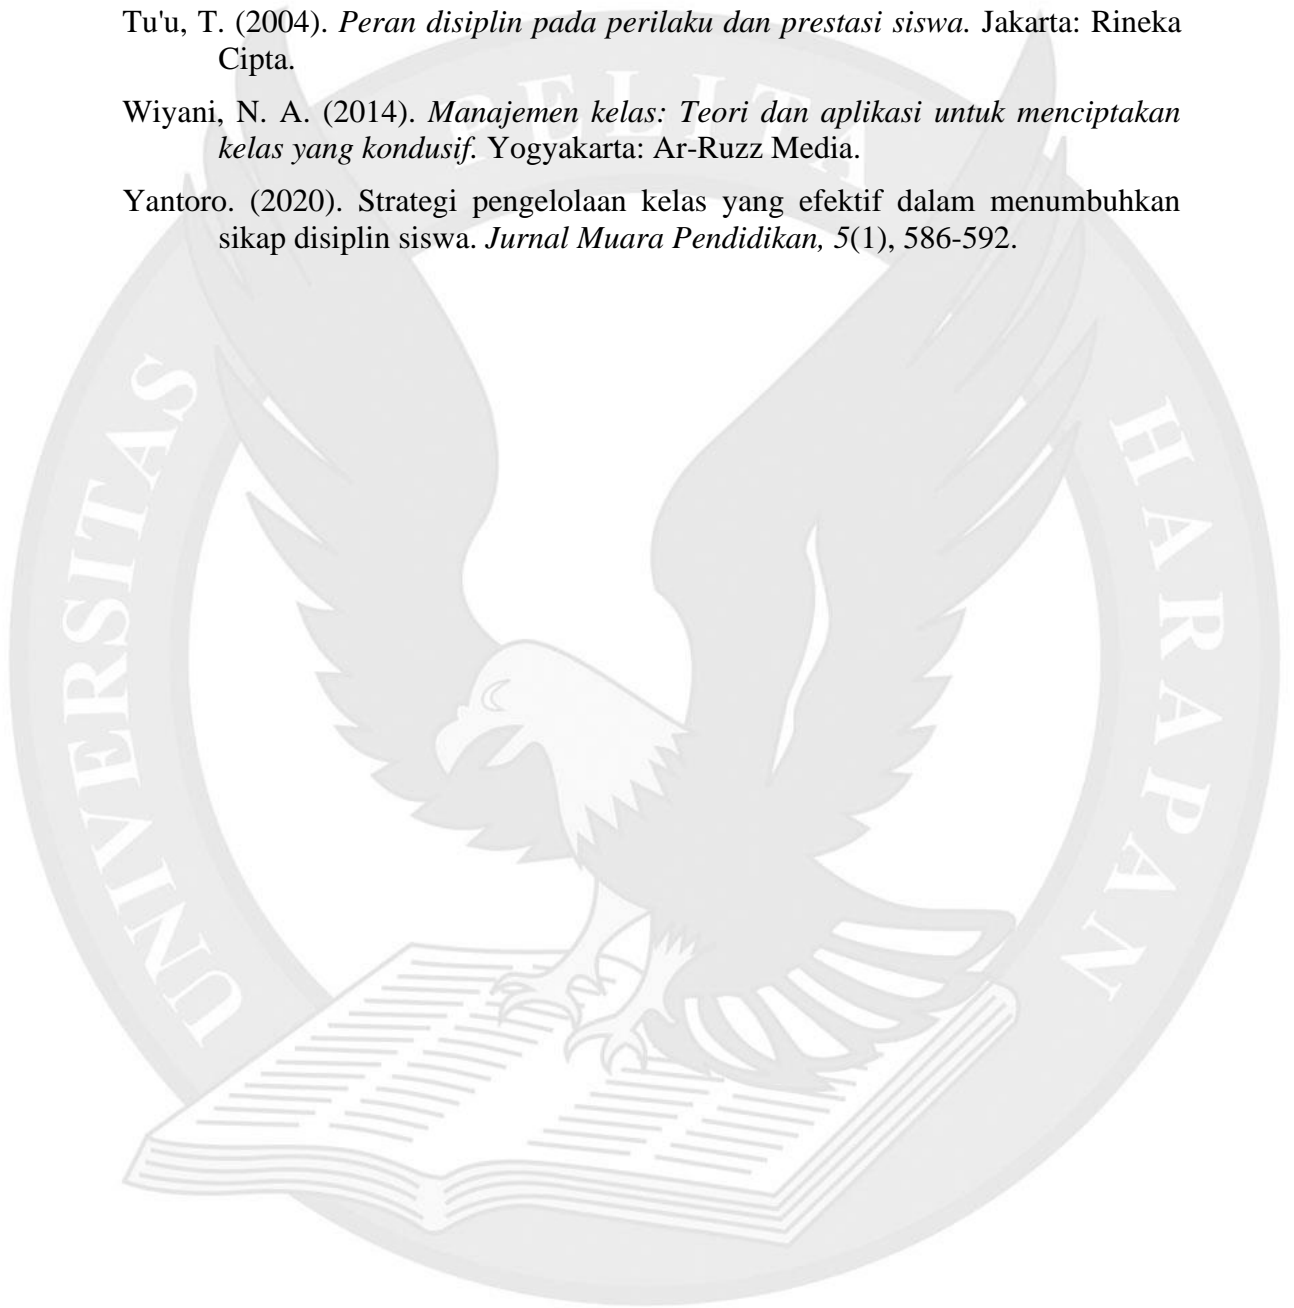 Tu'u, T. (2004). Peran disiplin pada perilaku dan prestasi siswa. Jakarta: Rineka
Cipta.
Wiyani, N. A. (2014). Manajemen kelas: Teori dan aplikasi untuk menciptakan
kelas yang kondusif. Yogyakarta: Ar-Ruzz Media.
Yantoro. (2020). Strategi pengelolaan kelas yang efektif dalam menumbuhkan
sikap disiplin siswa. Jurnal Muara Pendidikan, 5(1), 586-592.
UNIVERSITAS
PELITA
HARAPAN